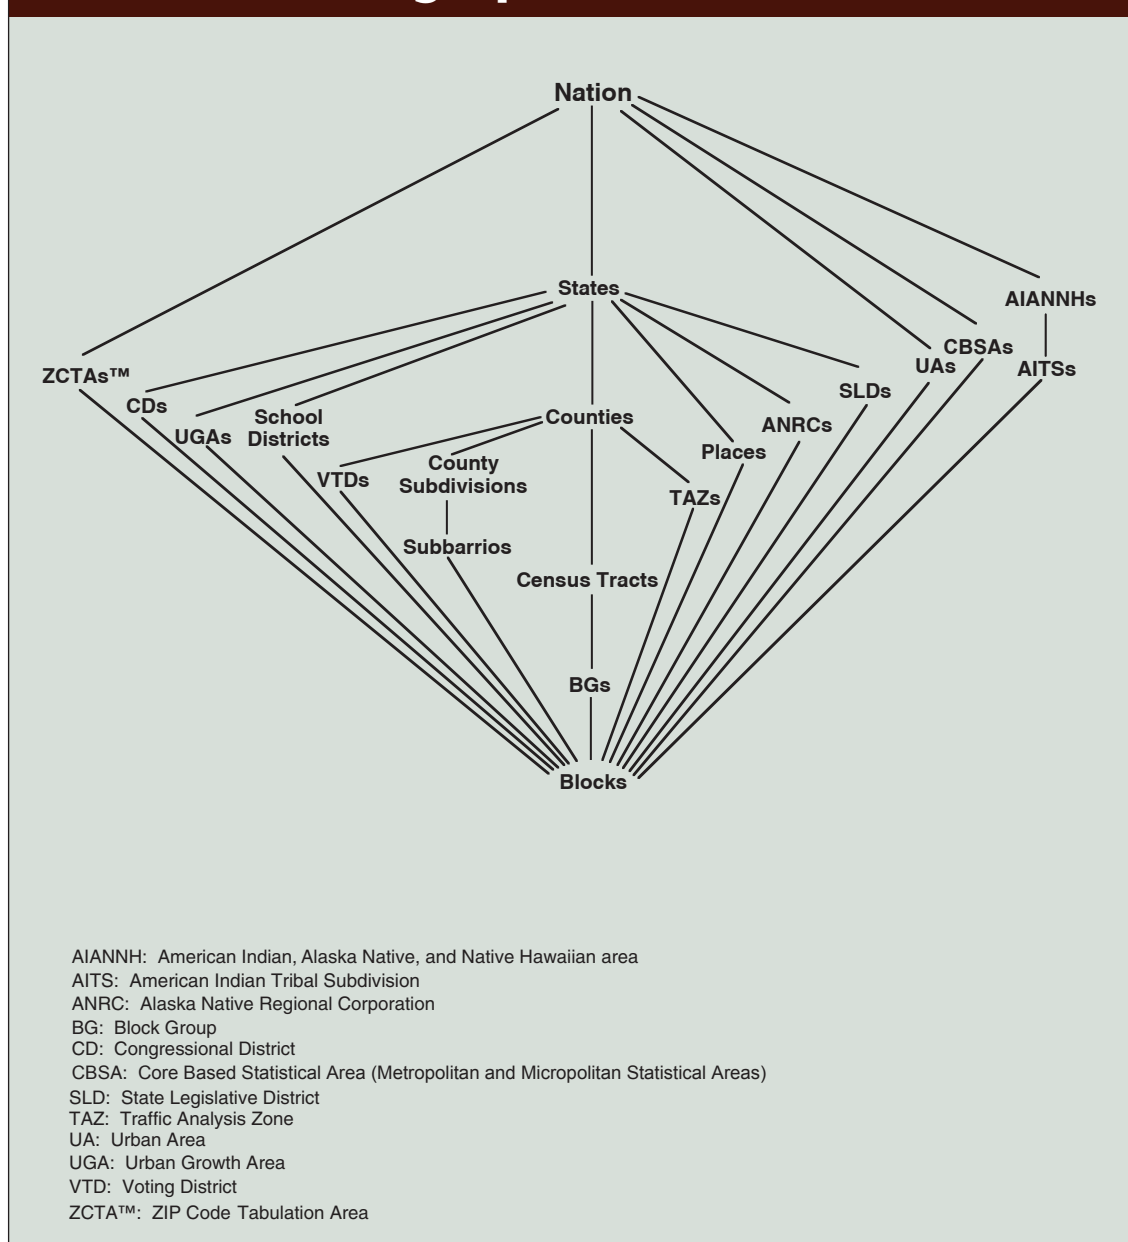 Nation
States
AIANNHs
CBSAs
UAs
AITSs
ZCTAs™
SLDs
CDs
UGAs
School
Districts
Counties
ANRCs
Places
VTDs
County
Subdivisions
TAZs
Subbarrios
Census Tracts
BGs
Blocks
AIANNH: American Indian, Alaska Native, and Native Hawaiian area
AITS: American Indian Tribal Subdivision
ANRC: Alaska Native Regional Corporation
BG: Block Group
CD: Congressional District
CBSA: Core Based Statistical Area (Metropolitan and Micropolitan Statistical Areas)
SLD: State Legislative District
TAZ: Traffic Analysis Zone
UA: Urban Area
UGA: Urban Growth Area
VTD: Voting District
ZCTA™: ZIP Code Tabulation Area